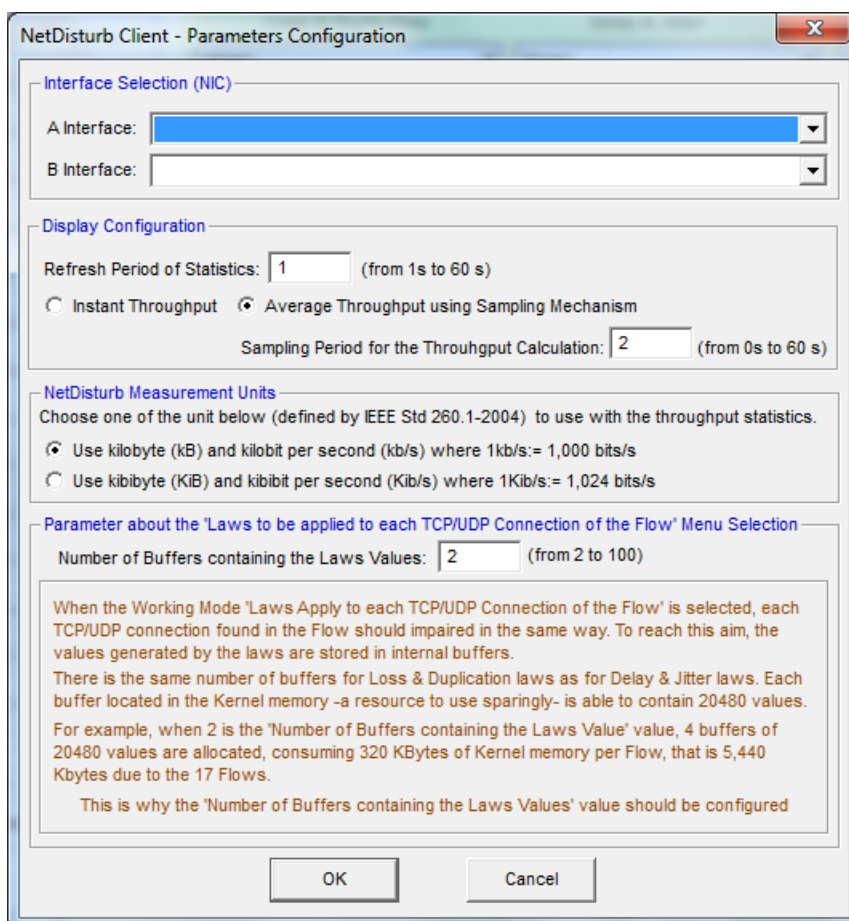 NetDisturb Client - Parameters Configuration
Interface Selection (NIC)
A Interface:
B Interface:
Display Configuration
Refresh Period of Statistics: 1 (from 1s to 60 s)
Instant Throughput Average Throughput using Sampling Mechanism
Sampling Period for the Throuhgput Calculation: 2 (from 0s to 60 s)
NetDisturb Measurement Units
Choose one of the unit below (defined by IEEE Std 260.1-2004) to use with the throughput statistics.
Use kilobyte (kB) and kilobit per second (kb/s) where 1kb/s:= 1,000 bits/s
Use kibibyte (KiB) and kibibit per second (Kib/s) where 1Kib/s:= 1,024 bits/s
Parameter about the 'Laws to be applied to each TCP/UDP Connection of the Flow' Menu Selection
Number of Buffers containing the Laws Values: 2 (from 2 to 100)
When the Working Mode 'Laws Apply to each TCP/UDP Connection of the Flow' is selected, each
TCP/UDP connection found in the Flow should impaired in the same way. To reach this aim, the
values generated by the laws are stored in internal buffers.
There is the same number of buffers for Loss & Duplication laws as for Delay & Jitter laws. Each
buffer located in the Kernel memory -a resource to use sparingly- is able to contain 20480 values.
For example, when 2 is the 'Number of Buffers containing the Laws Value' value, 4 buffers of
20480 values are allocated, consuming 320 KBytes of Kernel memory per Flow, that is 5,440
Kbytes due to the 17 Flows.
This is why the 'Number of Buffers containing the Laws Values' value should be configured
OK Cancel